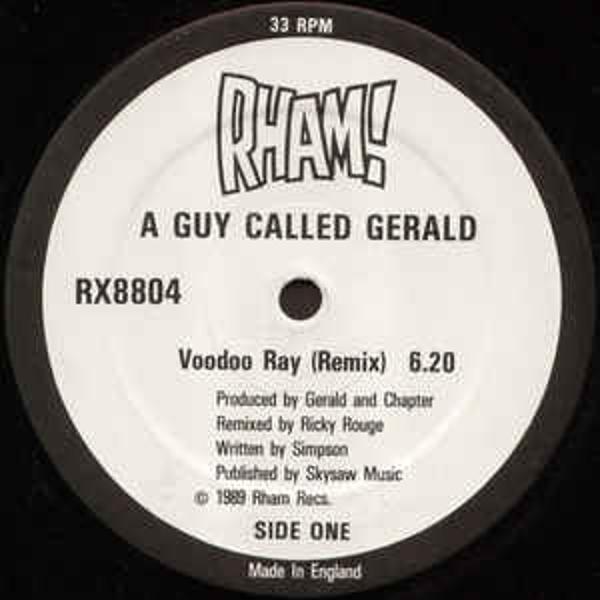 33 RPM
RHAM!
A GUY CALLED GERALD
RX8804
Voodoo Ray (Remix) 6.20
Produced by Gerald and Chapter
Remixed by Ricky Rouge
Written by Simpson
Published by Skysaw Music
© 1989 Rham Recs.
SIDE ONE
Made In England